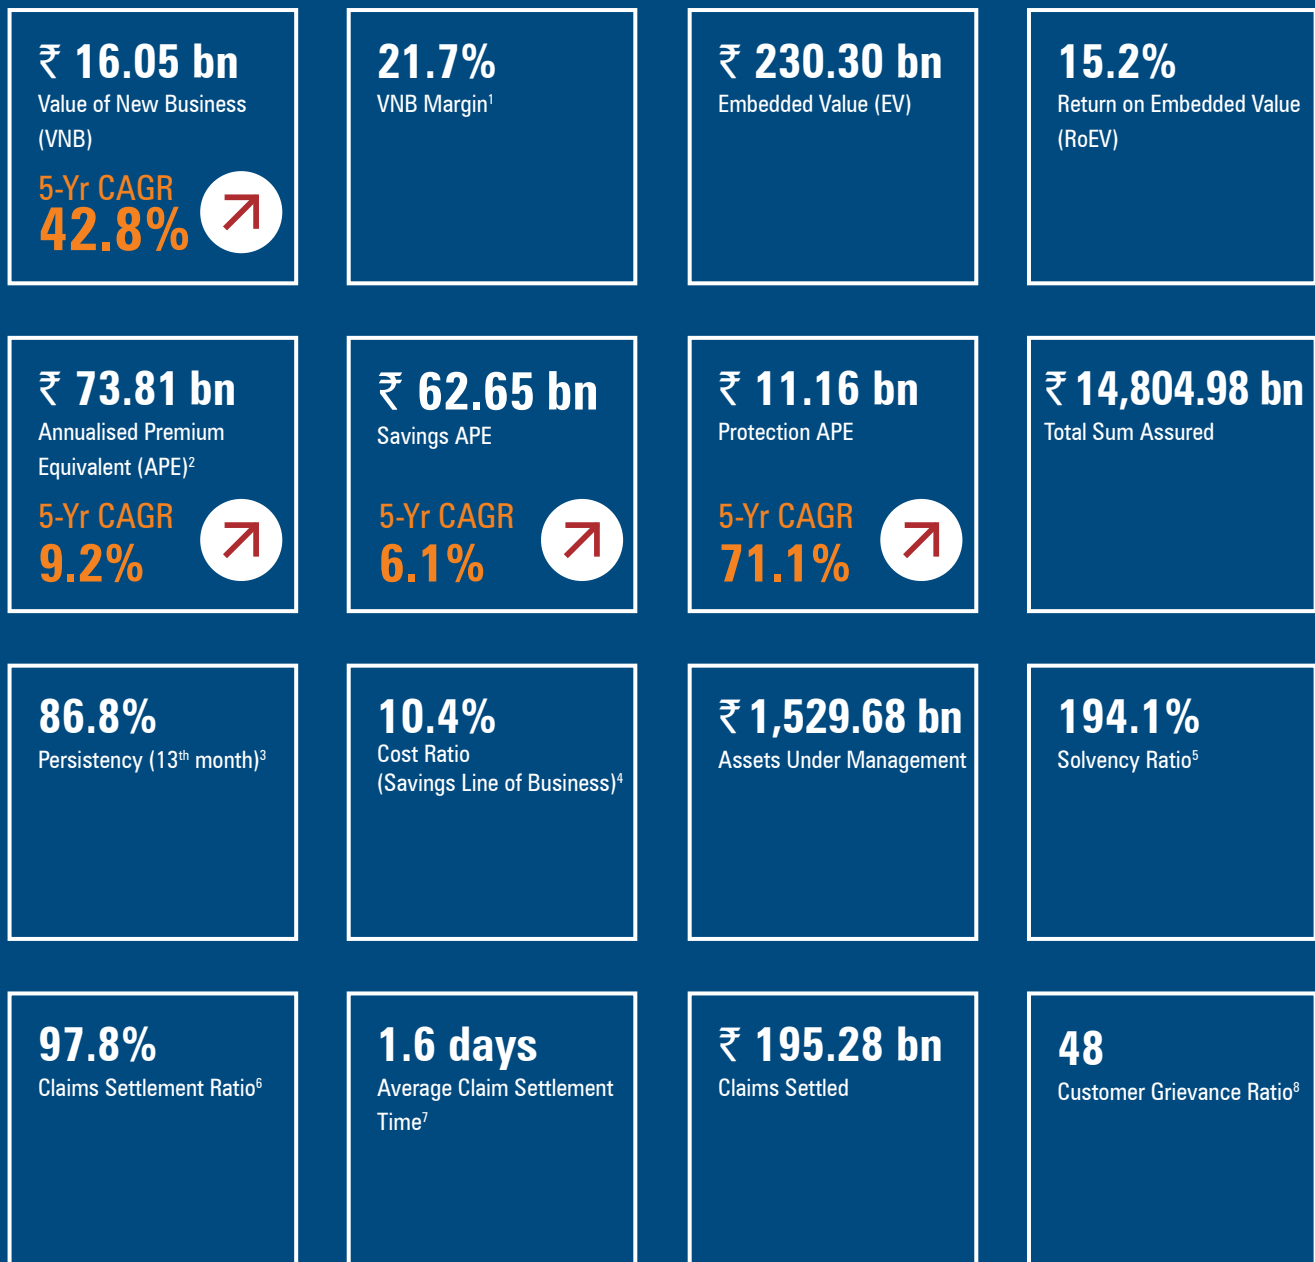 ₹ 16.05 bn
Value of New Business
(VNB)
5-Yr CAGR
42.8%
21.7%
VNB Margin1
₹ 230.30 bn
Embedded Value (EV)
15.2%
Return on Embedded Value
(RoEV)
₹ 73.81 bn
Annualised Premium
Equivalent (APE)2
5-Yr CAGR
9.2%
₹ 62.65 bn
Savings APE
5-Yr CAGR
6.1%
₹ 11.16 bn
Protection APE
5-Yr CAGR
71.1%
₹ 14,804.98 bn
Total Sum Assured
86.8%
Persistency (13th month)3
10.4%
Cost Ratio
(Savings Line of Business)4
₹ 1,529.68 bn
Assets Under Management
194.1%
Solvency Ratio5
97.8%
Claims Settlement Ratio6
1.6 days
Average Claim Settlement
Time7
₹ 195.28 bn
Claims Settled
48
Customer Grievance Ratio8